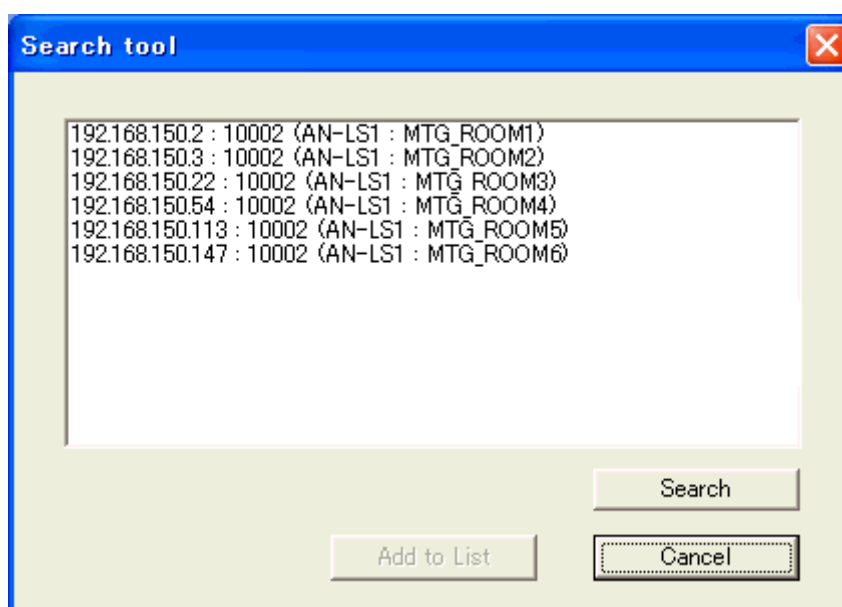 Search tool
192.168.150.2 : 10002 (AN-LS1 : MTG_ROOM1)
192.168.150.3 : 10002 (AN-LS1 : MTG_ROOM2)
192.168.150.22 : 10002 (AN-LS1 : MTG_ROOM3)
192.168.150.54 : 10002 (AN-LS1 : MTG_ROOM4)
192.168.150.113 : 10002 (AN-LS1 : MTG_ROOM5)
192.168.150.147 : 10002 (AN-LS1 : MTG_ROOM6)
Search
Add to List
Cancel